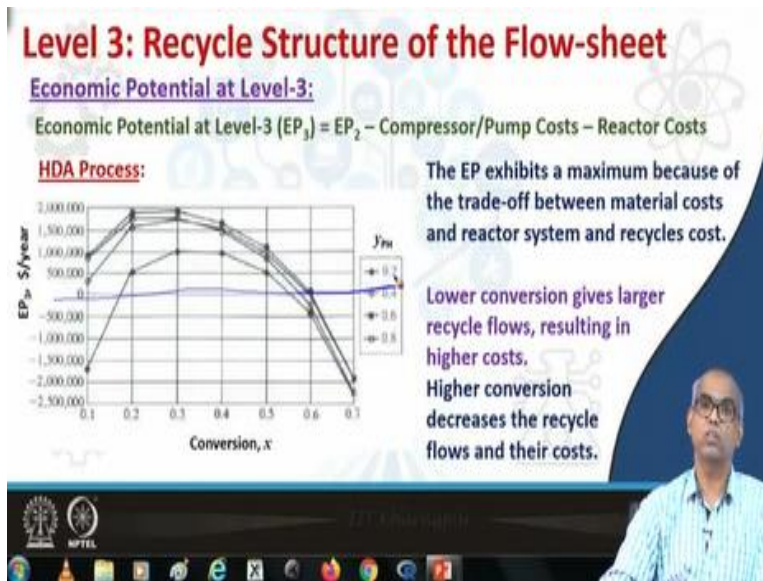 Level 3: Recycle Structure of the Flow-sheet
Economic Potential at Level-3:
Economic Potential at Level-3 (EP3) = EP2 – Compressor/Pump Costs – Reactor Costs
HDA Process:
The EP exhibits a maximum because of
the trade-off between material costs
and reactor system and recycles cost.
2,000,000
1,500,000
1,000,000
500,000
0
-500,000
-1,000,000
-1,500,000
-2,000,000
-2,500,000
EP3, $/year
0.1 0.2 0.3 0.4 0.5 0.6 0.7
Conversion, x
yPH
0.2
0.4
0.6
0.8
Lower conversion gives larger
recycle flows, resulting in
higher costs.
Higher conversion
decreases the recycle
flows and their costs.
NPTEL